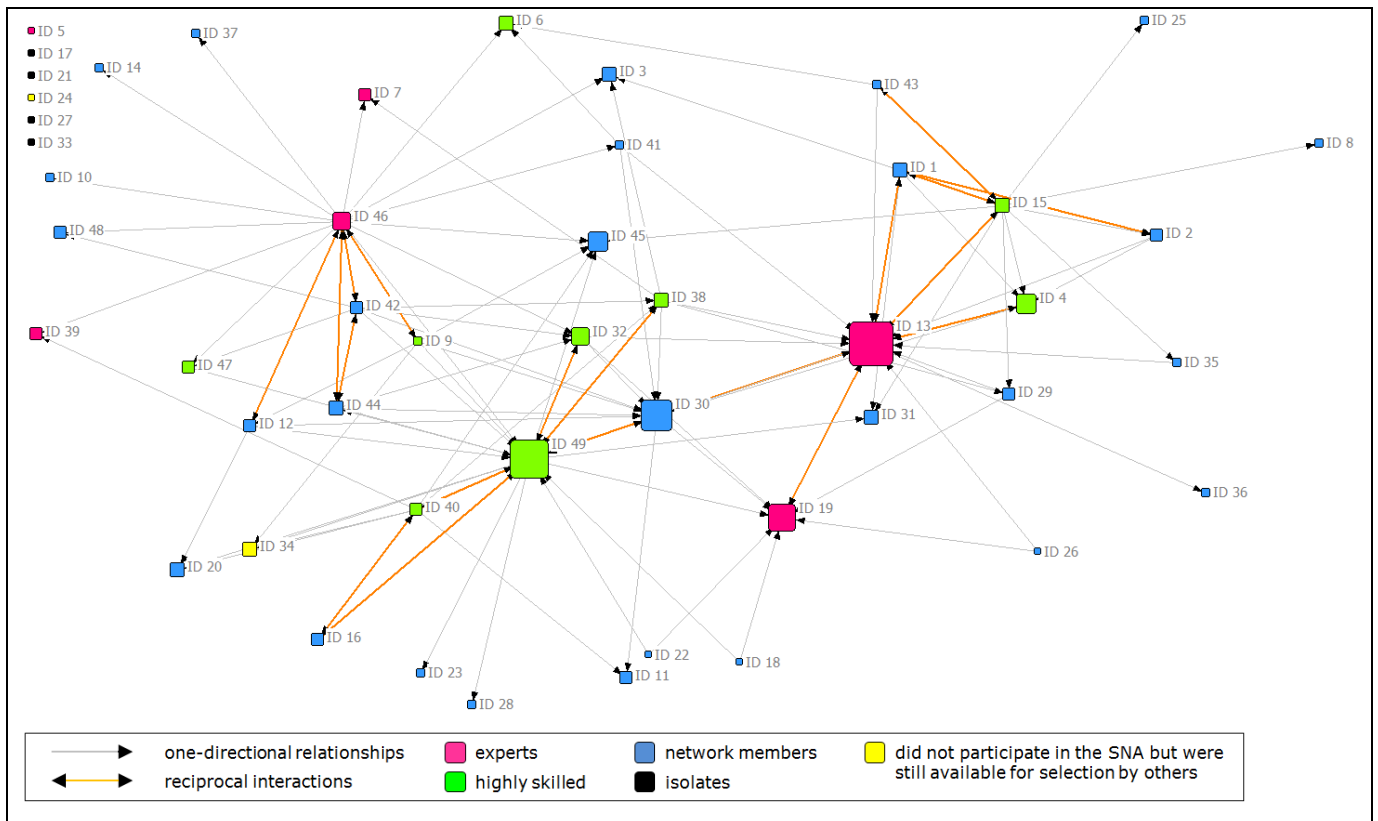 ID 5
ID 17
ID 21
ID 24
ID 27
ID 33
ID 37
ID 14
ID 6
ID 25
ID 3
ID 43
ID 7
ID 41
ID 8
ID 1
ID 10
ID 15
ID 46
ID 48
ID 45
ID 2
ID 42
ID 38
ID 4
ID 39
ID 9
ID 32
ID 13
ID 47
ID 35
ID 44
ID 30
ID 29
ID 12
ID 31
ID 49
ID 40
ID 19
ID 36
ID 34
ID 20
ID 26
ID 16
ID 22
ID 18
ID 23
ID 11
ID 28
one-directional relationships
experts
network members
did not participate in the SNA but were
still available for selection by others
reciprocal interactions
highly skilled
isolates